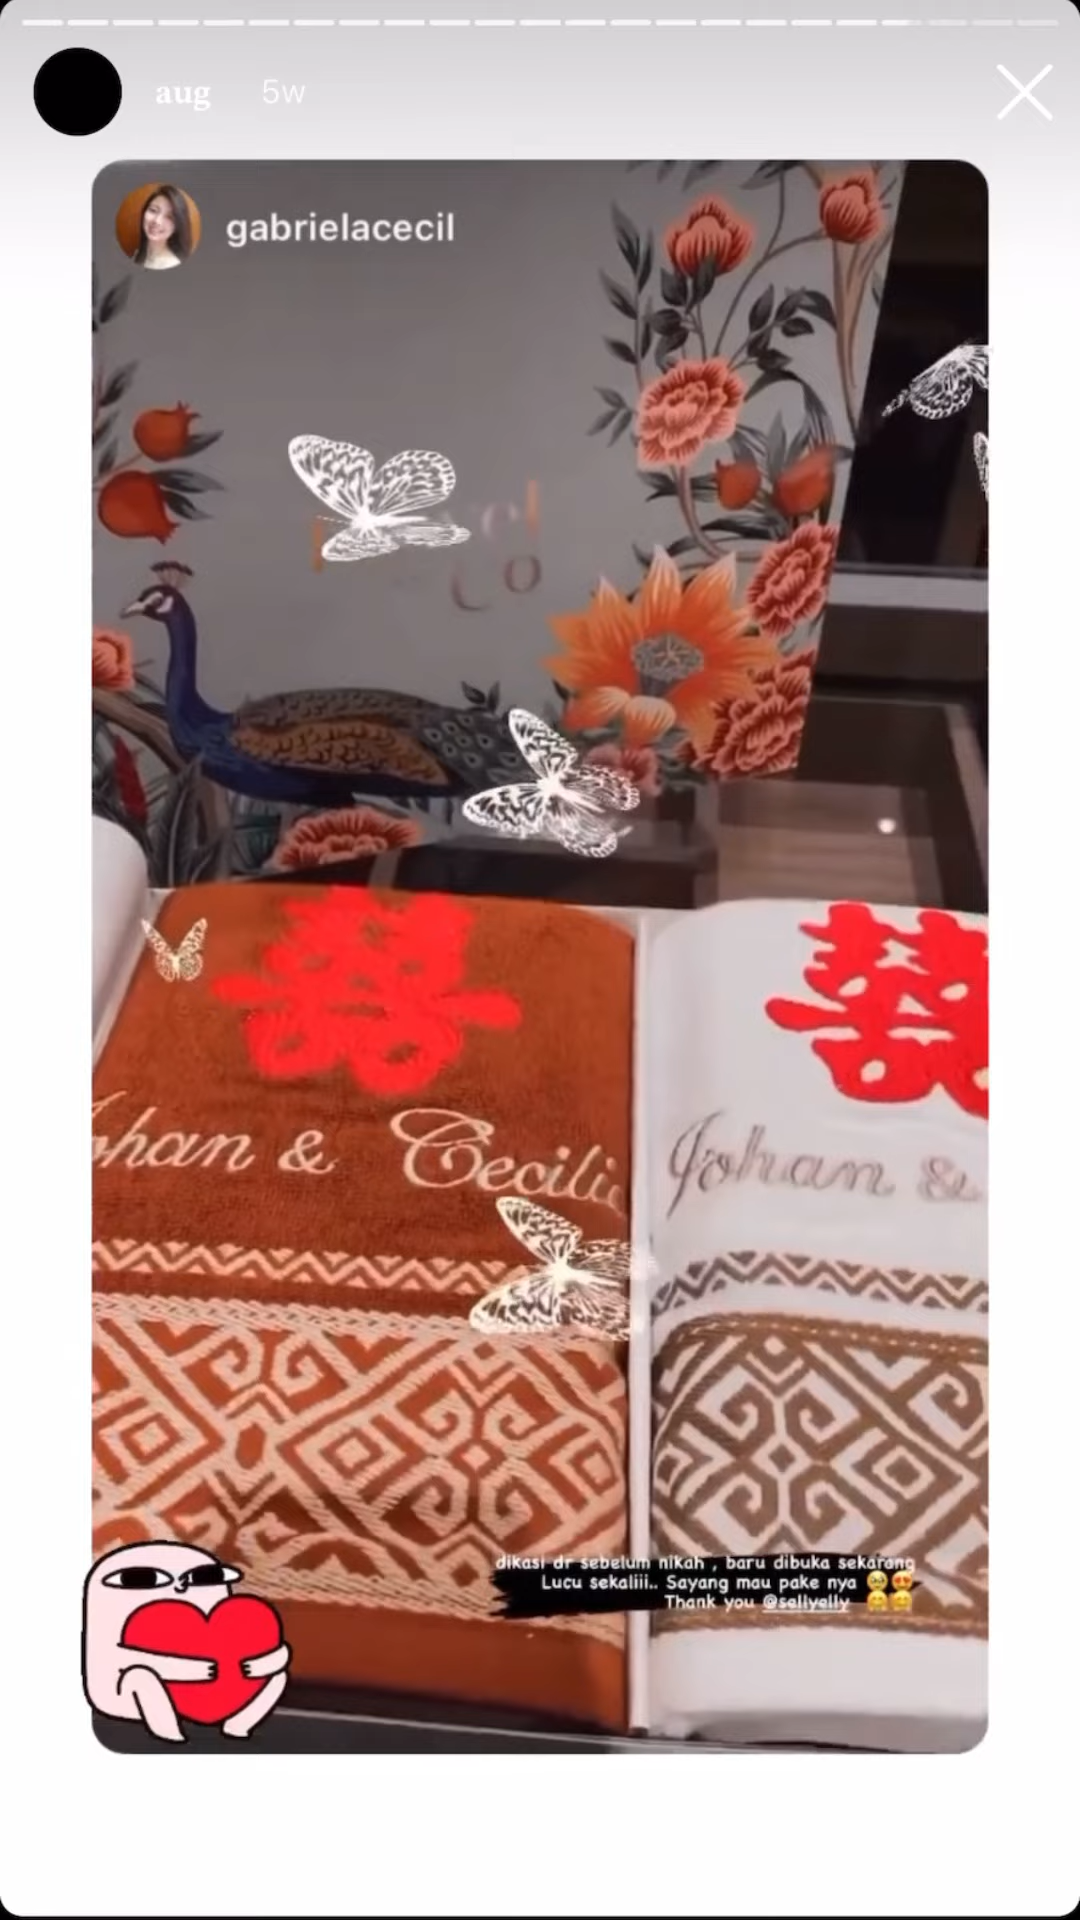 aug 5w
gabrielacecil
囍 囍
ohan & Cecili
Johan &
dikasi dr sebelum nikah , baru dibuka sekarang
Lucu sekaliii.. Sayang mau pake nya 🥹😍
Thank you @sellyelly 🤗🤗